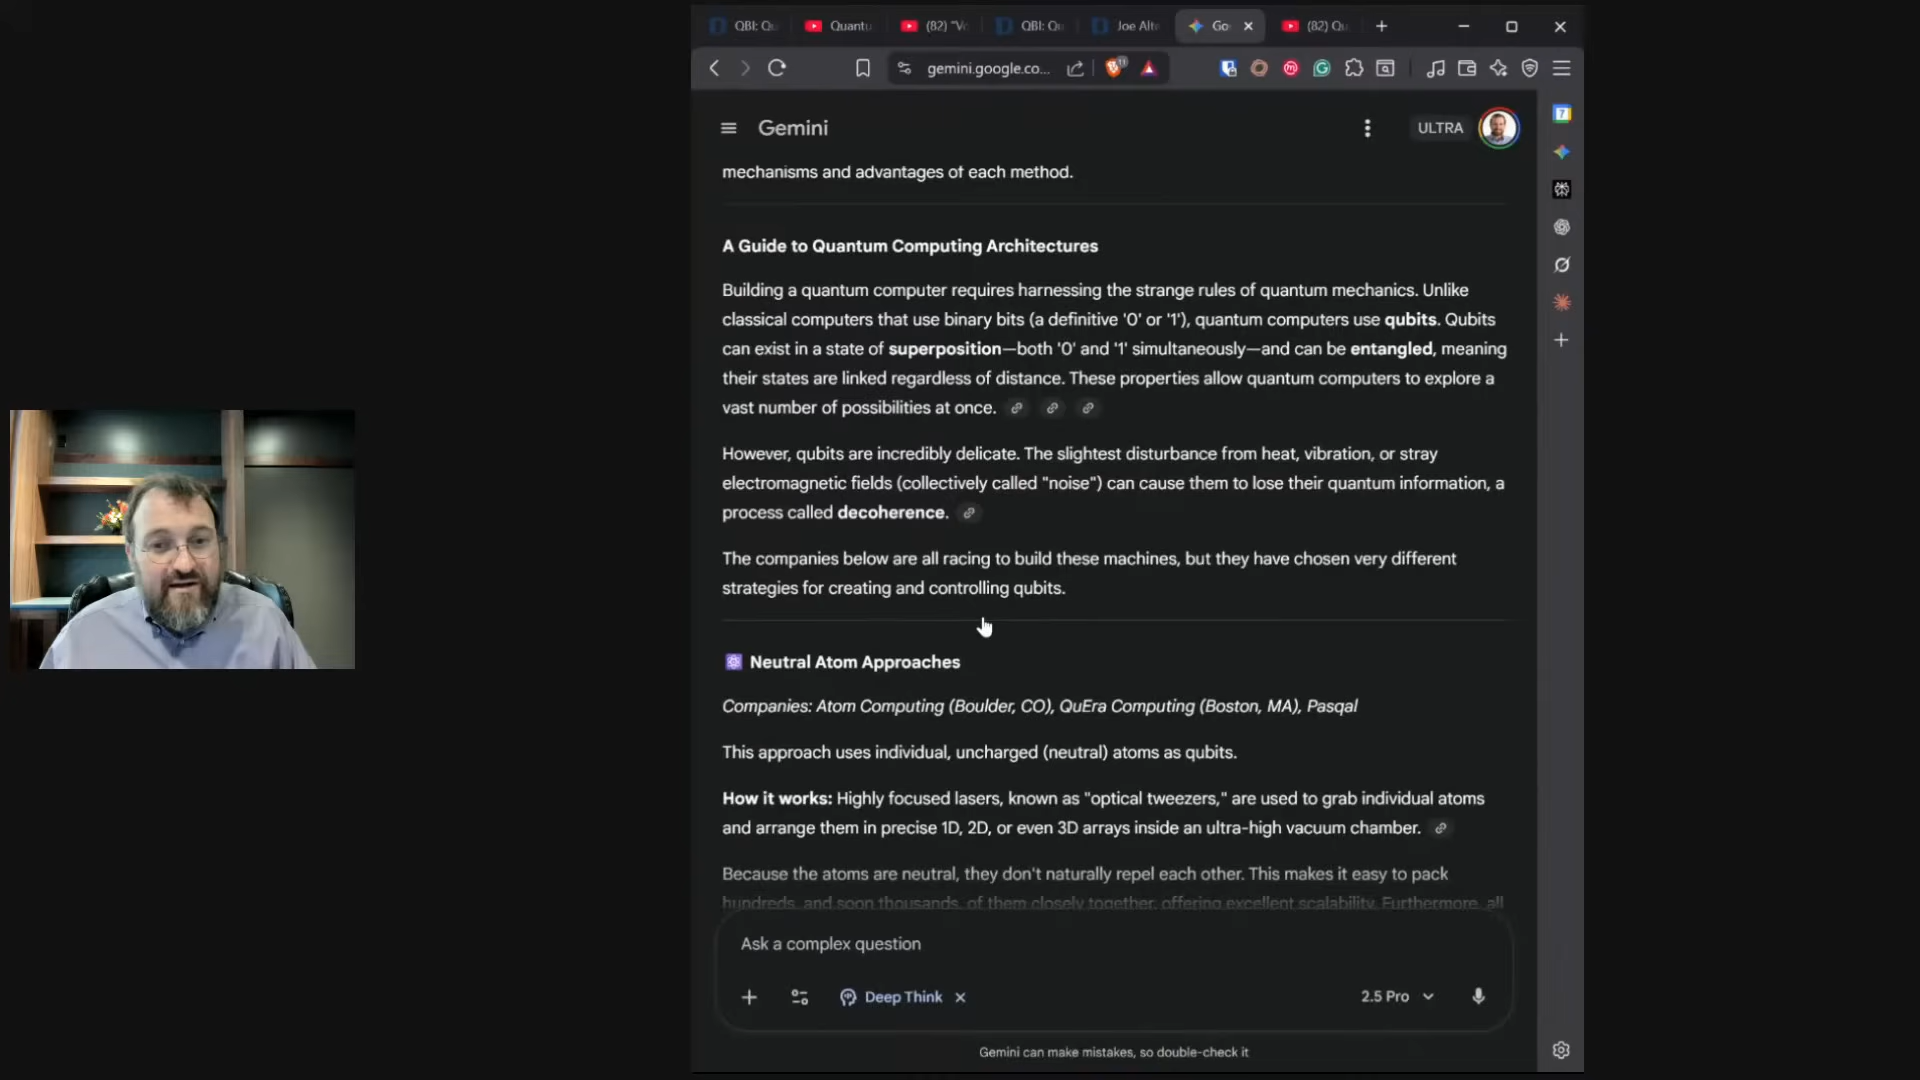 QBI: Qu
Quantu
(82) "Vo
QBI: Qu
Joe Alte
Go
(82) Qu
gemini.google.co...
11
Gemini
ULTRA
7
mechanisms and advantages of each method.
A Guide to Quantum Computing Architectures
Building a quantum computer requires harnessing the strange rules of quantum mechanics. Unlike
classical computers that use binary bits (a definitive '0' or '1'), quantum computers use qubits. Qubits
can exist in a state of superposition—both '0' and '1' simultaneously—and can be entangled, meaning
their states are linked regardless of distance. These properties allow quantum computers to explore a
vast number of possibilities at once.
However, qubits are incredibly delicate. The slightest disturbance from heat, vibration, or stray
electromagnetic fields (collectively called "noise") can cause them to lose their quantum information, a
process called decoherence.
The companies below are all racing to build these machines, but they have chosen very different
strategies for creating and controlling qubits.
Neutral Atom Approaches
Companies: Atom Computing (Boulder, CO), QuEra Computing (Boston, MA), Pasqal
This approach uses individual, uncharged (neutral) atoms as qubits.
How it works: Highly focused lasers, known as "optical tweezers," are used to grab individual atoms
and arrange them in precise 1D, 2D, or even 3D arrays inside an ultra-high vacuum chamber.
Because the atoms are neutral, they don't naturally repel each other. This makes it easy to pack
hundreds, and soon thousands, of them closely together, offering excellent scalability. Furthermore, all
Ask a complex question
Deep Think
2.5 Pro
Gemini can make mistakes, so double-check it